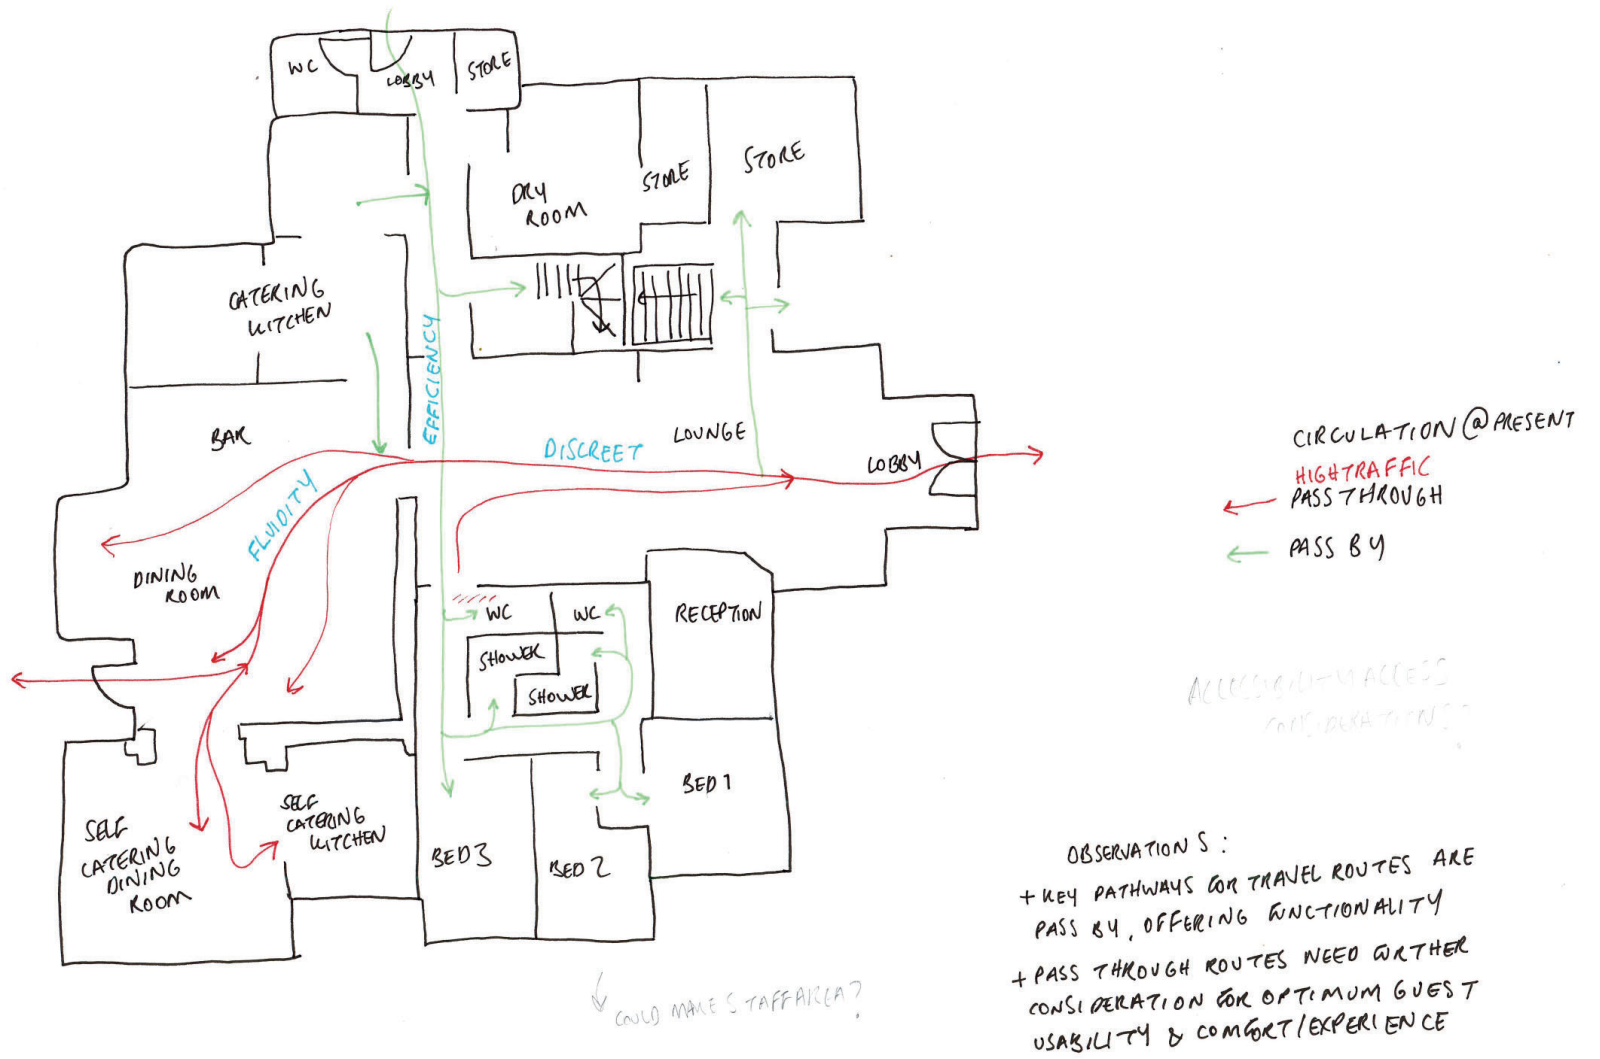 WC
LOBBY
STORE
DRY
ROOM
STORE
STORE
CATERING
KITCHEN
EFFICIENCY
BAR
DISCREET
LOUNGE
LOBBY
FLUIDITY
DINING
ROOM
WC
WC
RECEPTION
SHOWER
SHOWER
BED 1
SELF
CATERING
DINING
ROOM
SELF
CATERING
KITCHEN
BED 3
BED 2
CIRCULATION @ PRESENT
HIGH TRAFFIC
PASS THROUGH
PASS BY
ACCESSIBILITY ACCESS
CONSIDERATIONS
OBSERVATIONS:
+ KEY PATHWAYS FOR TRAVEL ROUTES ARE
PASS BY, OFFERING FUNCTIONALITY
+ PASS THROUGH ROUTES NEED FURTHER
CONSIDERATION FOR OPTIMUM GUEST
USABILITY & COMFORT/EXPERIENCE
COULD MAKE STAFF AREA?